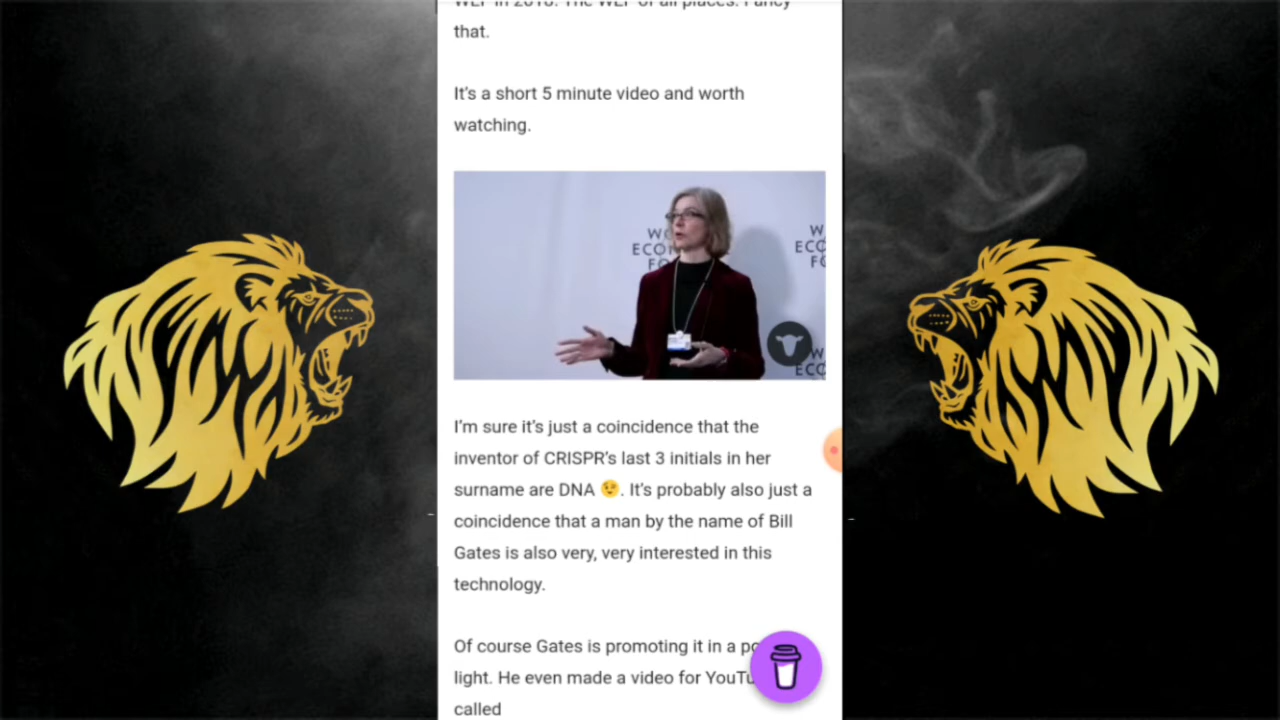 that.
It's a short 5 minute video and worth
watching.
I'm sure it's just a coincidence that the
inventor of CRISPR's last 3 initials in her
surname are DNA 😉. It's probably also just a
coincidence that a man by the name of Bill
Gates is also very, very interested in this
technology.
Of course Gates is promoting it in a
light. He even made a video for
called